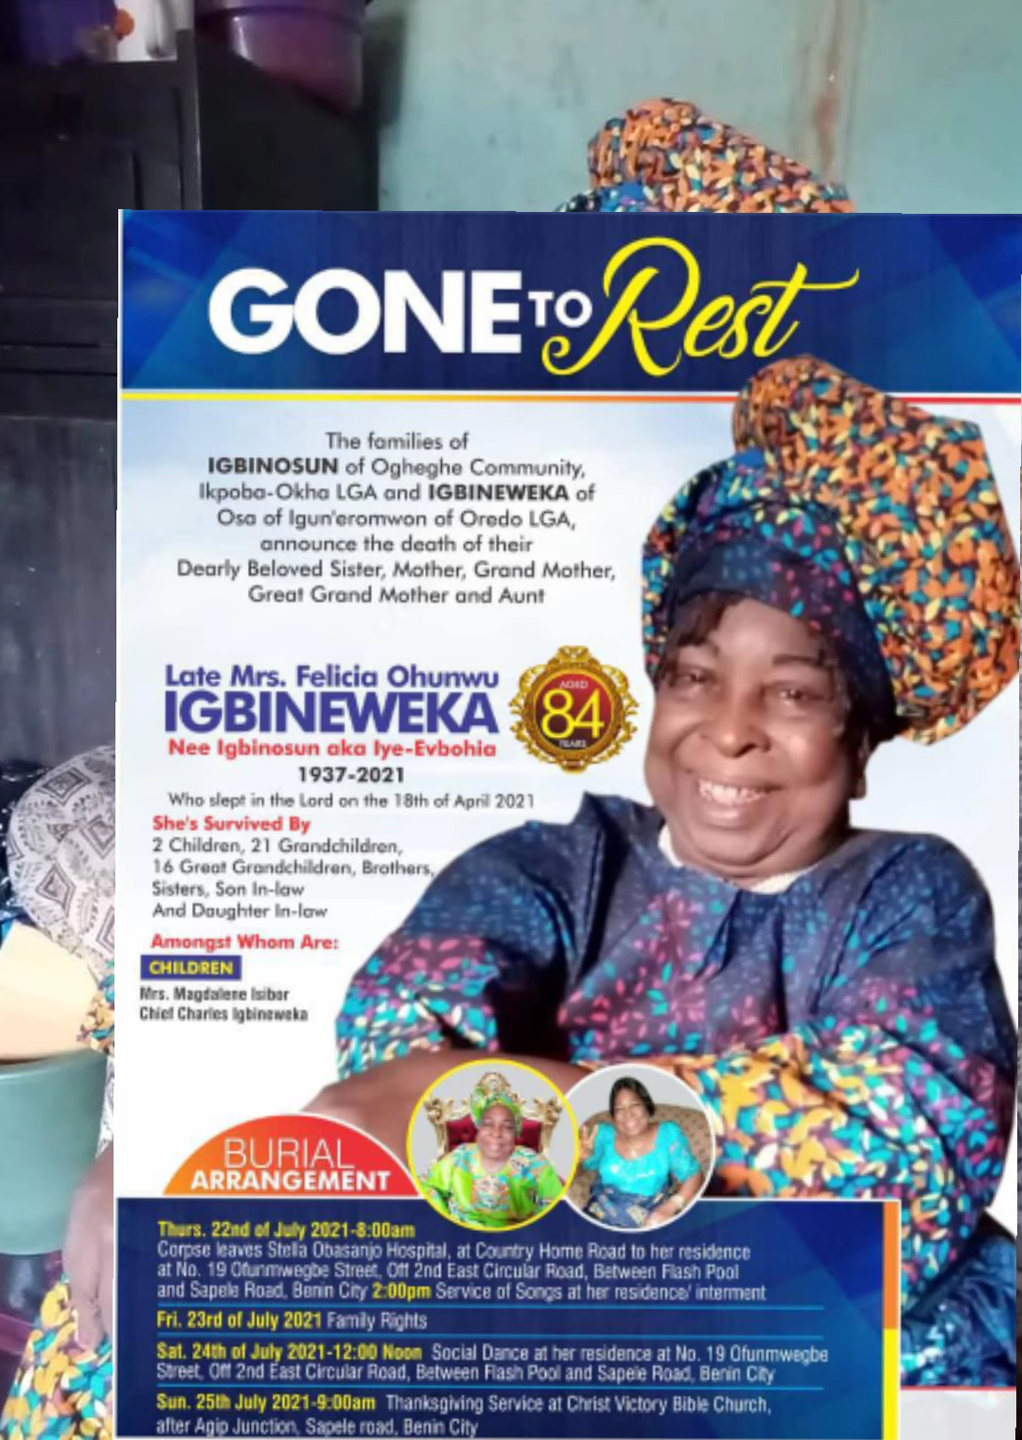 GONE TO Rest
The families of
IGBINOSUN of Ogheghe Community,
Ikpoba-Okha LGA and IGBINEWEKA of
Osa of Igun'eromwon of Oredo LGA,
announce the death of their
Dearly Beloved Sister, Mother, Grand Mother,
Great Grand Mother and Aunt
Late Mrs. Felicia Ohunwu
IGBINEWEKA
Nee Igbinosun aka Iye-Evbohia
1937-2021
AGED
84
YEARS
Who slept in the Lord on the 18th of April 2021
She's Survived By
2 Children, 21 Grandchildren,
16 Great Grandchildren, Brothers,
Sisters, Son In-law
And Daughter In-law
Amongst Whom Are:
CHILDREN
Mrs. Magdalene Isibor
Chief Charles Igbineweka
BURIAL
ARRANGEMENT
Thurs. 22nd of July 2021-8:00am
Corpse leaves Stella Obasanjo Hospital, at Country Home Road to her residence
at No. 19 Ofunmwegbe Street, Off 2nd East Circular Road, Between Flash Pool
and Sapele Road, Benin City 2:00pm Service of Songs at her residence/ interment
Fri. 23rd of July 2021 Family Rights
Sat. 24th of July 2021-12:00 Noon Social Dance at her residence at No. 19 Ofunmwegbe
Street, Off 2nd East Circular Road, Between Flash Pool and Sapele Road, Benin City
Sun. 25th July 2021-9:00am Thanksgiving Service at Christ Victory Bible Church,
after Agip Junction, Sapele road, Benin City